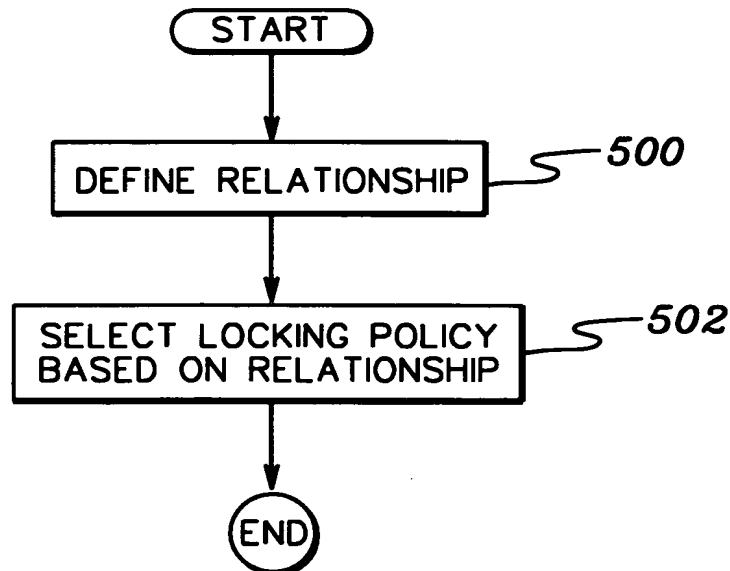 START
DEFINE RELATIONSHIP
500
SELECT LOCKING POLICY
BASED ON RELATIONSHIP
502
END